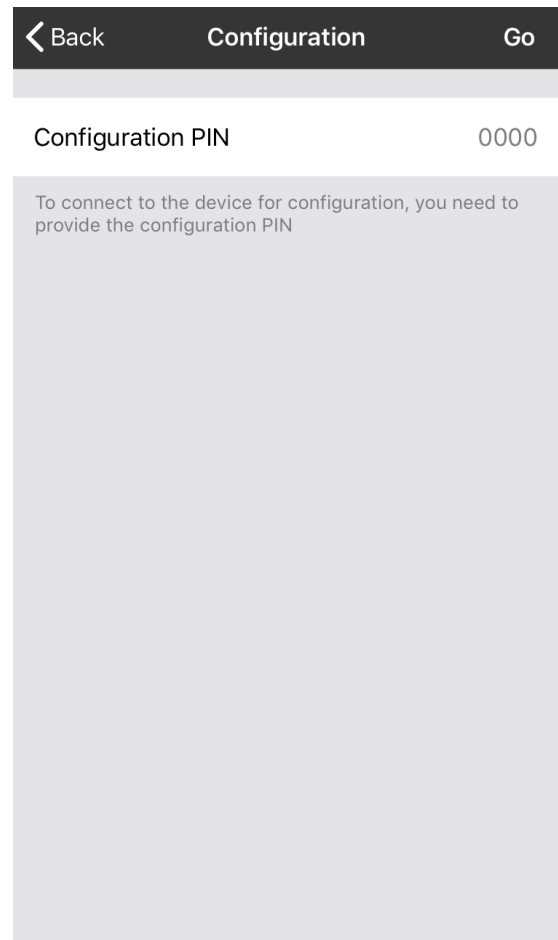 Back Configuration Go
Configuration PIN 0000
To connect to the device for configuration, you need to
provide the configuration PIN